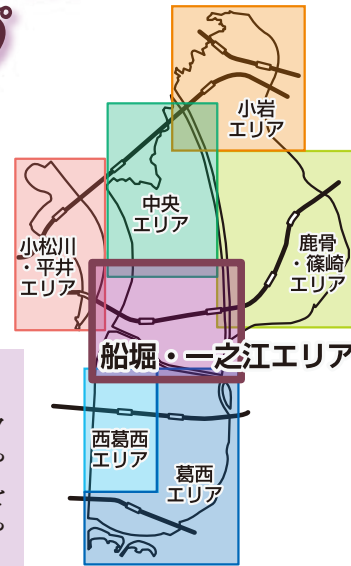 プ
小岩
エリア
中央
エリア
鹿骨
・篠崎
エリア
小松川
・平井
エリア
船堀・一之江エリア
西葛西
エリア
葛西
エリア